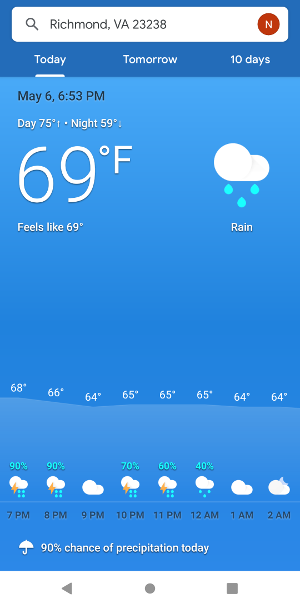 Richmond, VA 23238
N
Today Tomorrow 10 days
May 6, 6:53 PM
Day 75°↑ • Night 59°↓
69°F
Feels like 69° Rain
68° 66° 64° 65° 65° 65° 64° 64°
90% 90% 70% 60% 40%
7 PM 8 PM 9 PM 10 PM 11 PM 12 AM 1 AM 2 AM
90% chance of precipitation today